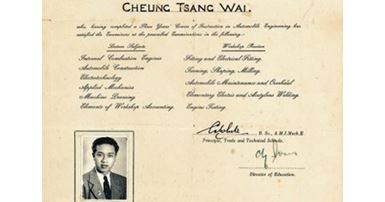 CHEUNG TSANG WAI.
who, having completed a Three Years' Course of Instruction in Automobile Engineering has
satisfied the Examiners at the prescribed Examinations in the following:-
Lecture Subjects
Workshop Practice
Internal Combustion Engines
Fitting and Electrical Fitting.
Automobile Construction
Turning, Shaping, Milling.
Electrotechnology
Automobile Maintenance and Overhaul
Applied Mechanics
Elementary Electric and Acetylene Welding.
Machine Drawing
Engine Testing.
Elements of Workshop Accounting.
B. Sc., A.M.I.Mech.E.
Principal, Trade and Technical Schools.
Director of Education.